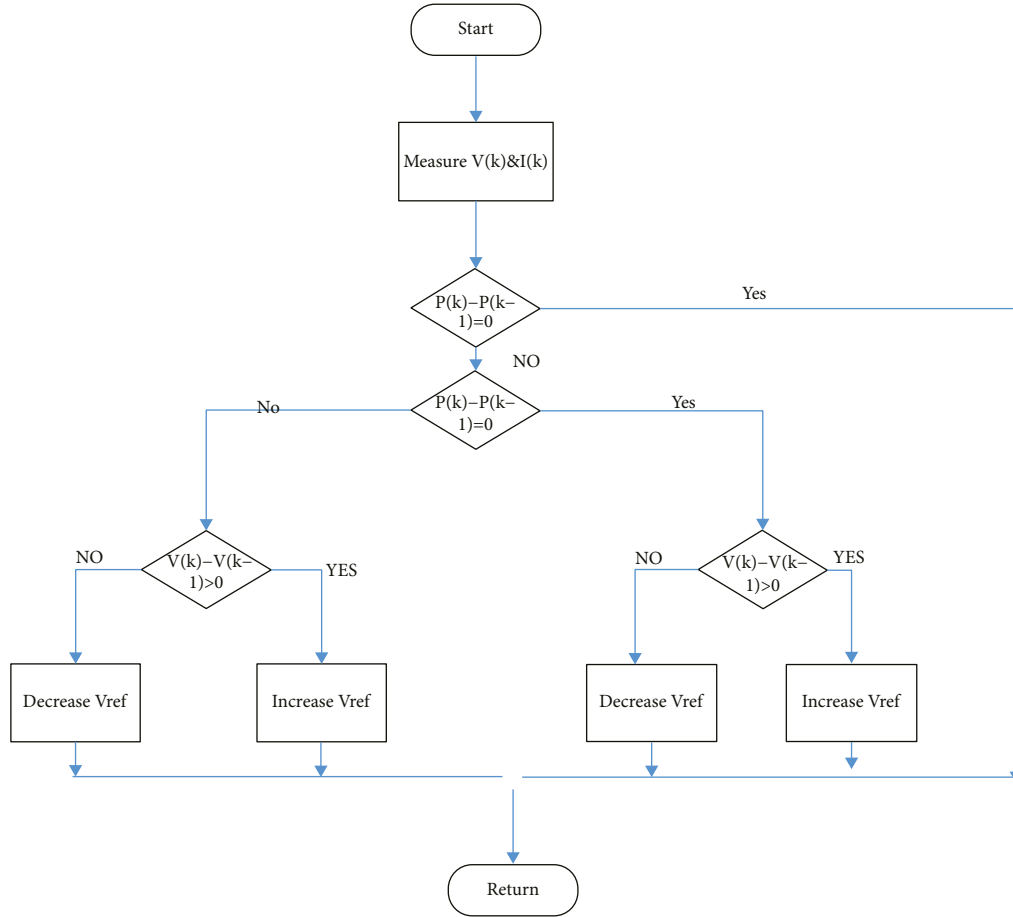 Start
Measure V(k)&I(k)
P(k)−P(k−
1)=0
Yes
NO
P(k)−P(k−
1)=0
No
Yes
V(k)−V(k−
1)>0
NO
YES
V(k)−V(k−
1)>0
NO
YES
Decrease Vref
Increase Vref
Decrease Vref
Increase Vref
Return